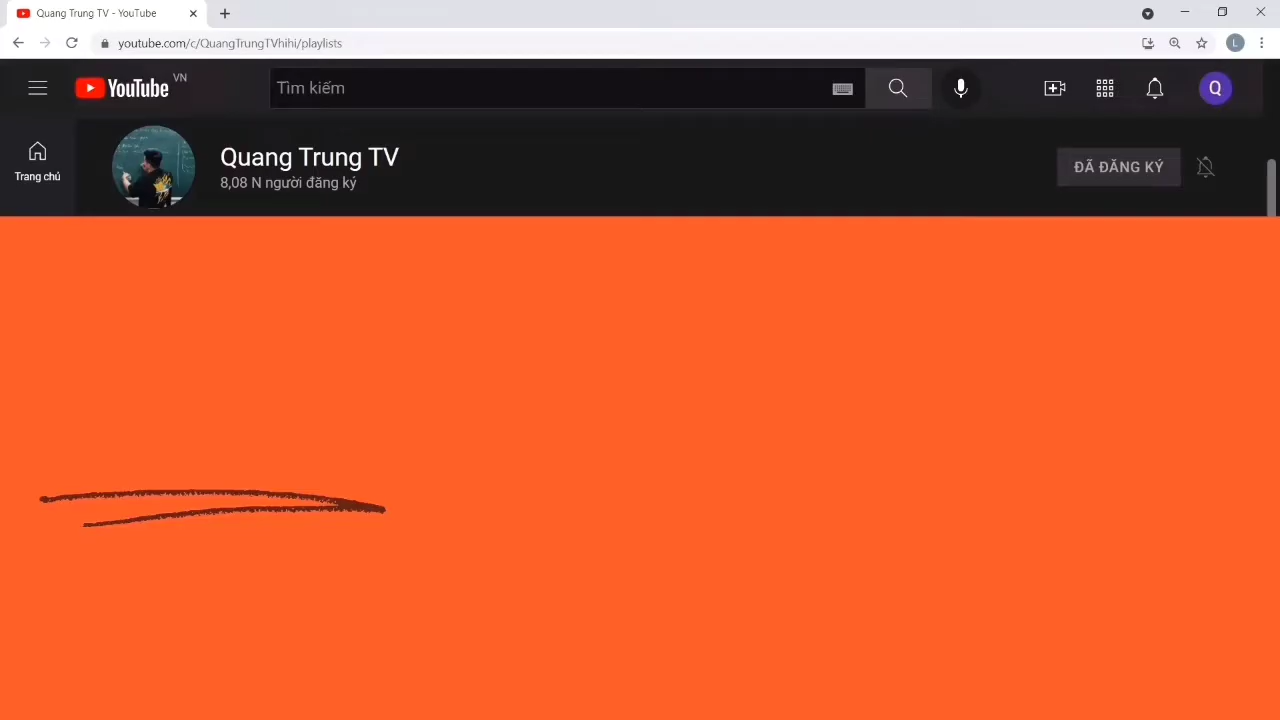 Quang Trung TV - YouTube
youtube.com/c/QuangTrungTVhihi/playlists
YouTube VN
Tìm kiếm
Q
L
Trang chủ
Quang Trung TV
8,08 N người đăng ký
ĐÃ ĐĂNG KÝ